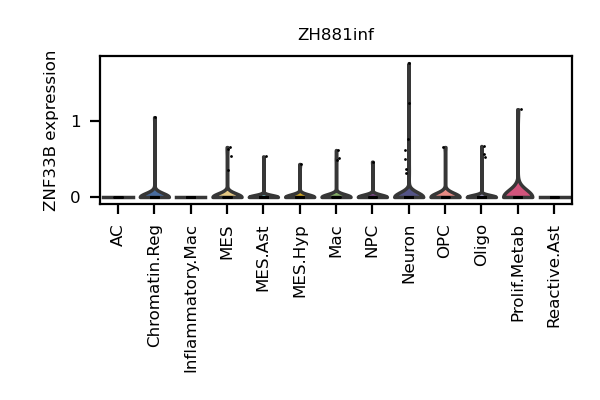 ZH881inf
ZNF33B expression
1
0
AC
Chromatin.Reg
Inflammatory.Mac
MES
MES.Ast
MES.Hyp
Mac
NPC
Neuron
OPC
Oligo
Prolif.Metab
Reactive.Ast